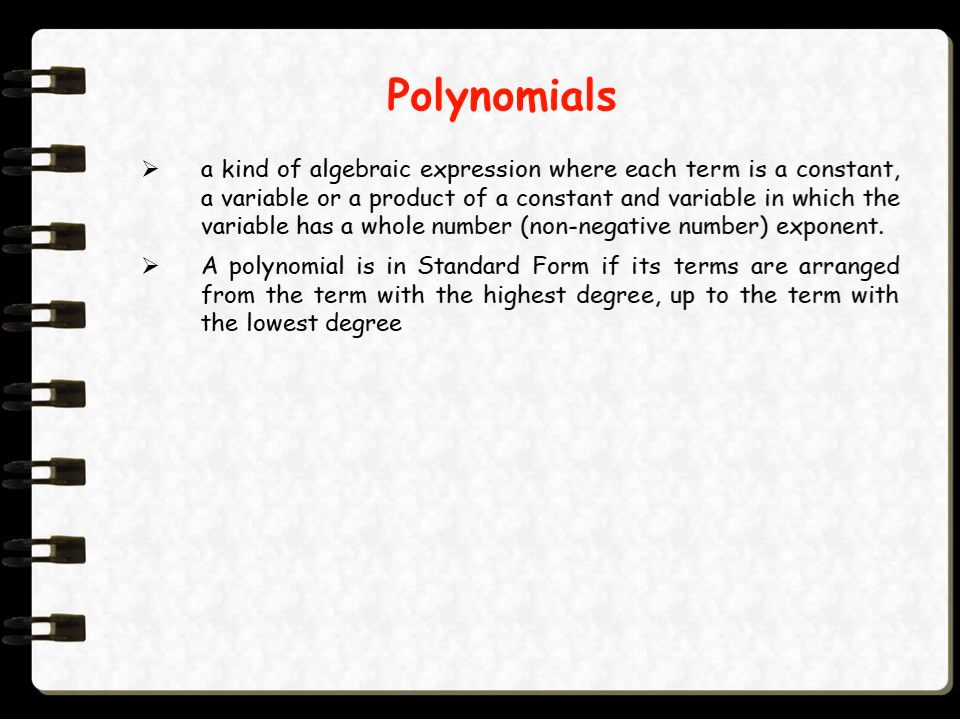 Polynomials
➢ a kind of algebraic expression where each term is a constant,
a variable or a product of a constant and variable in which the
variable has a whole number (non-negative number) exponent.
➢ A polynomial is in Standard Form if its terms are arranged
from the term with the highest degree, up to the term with
the lowest degree